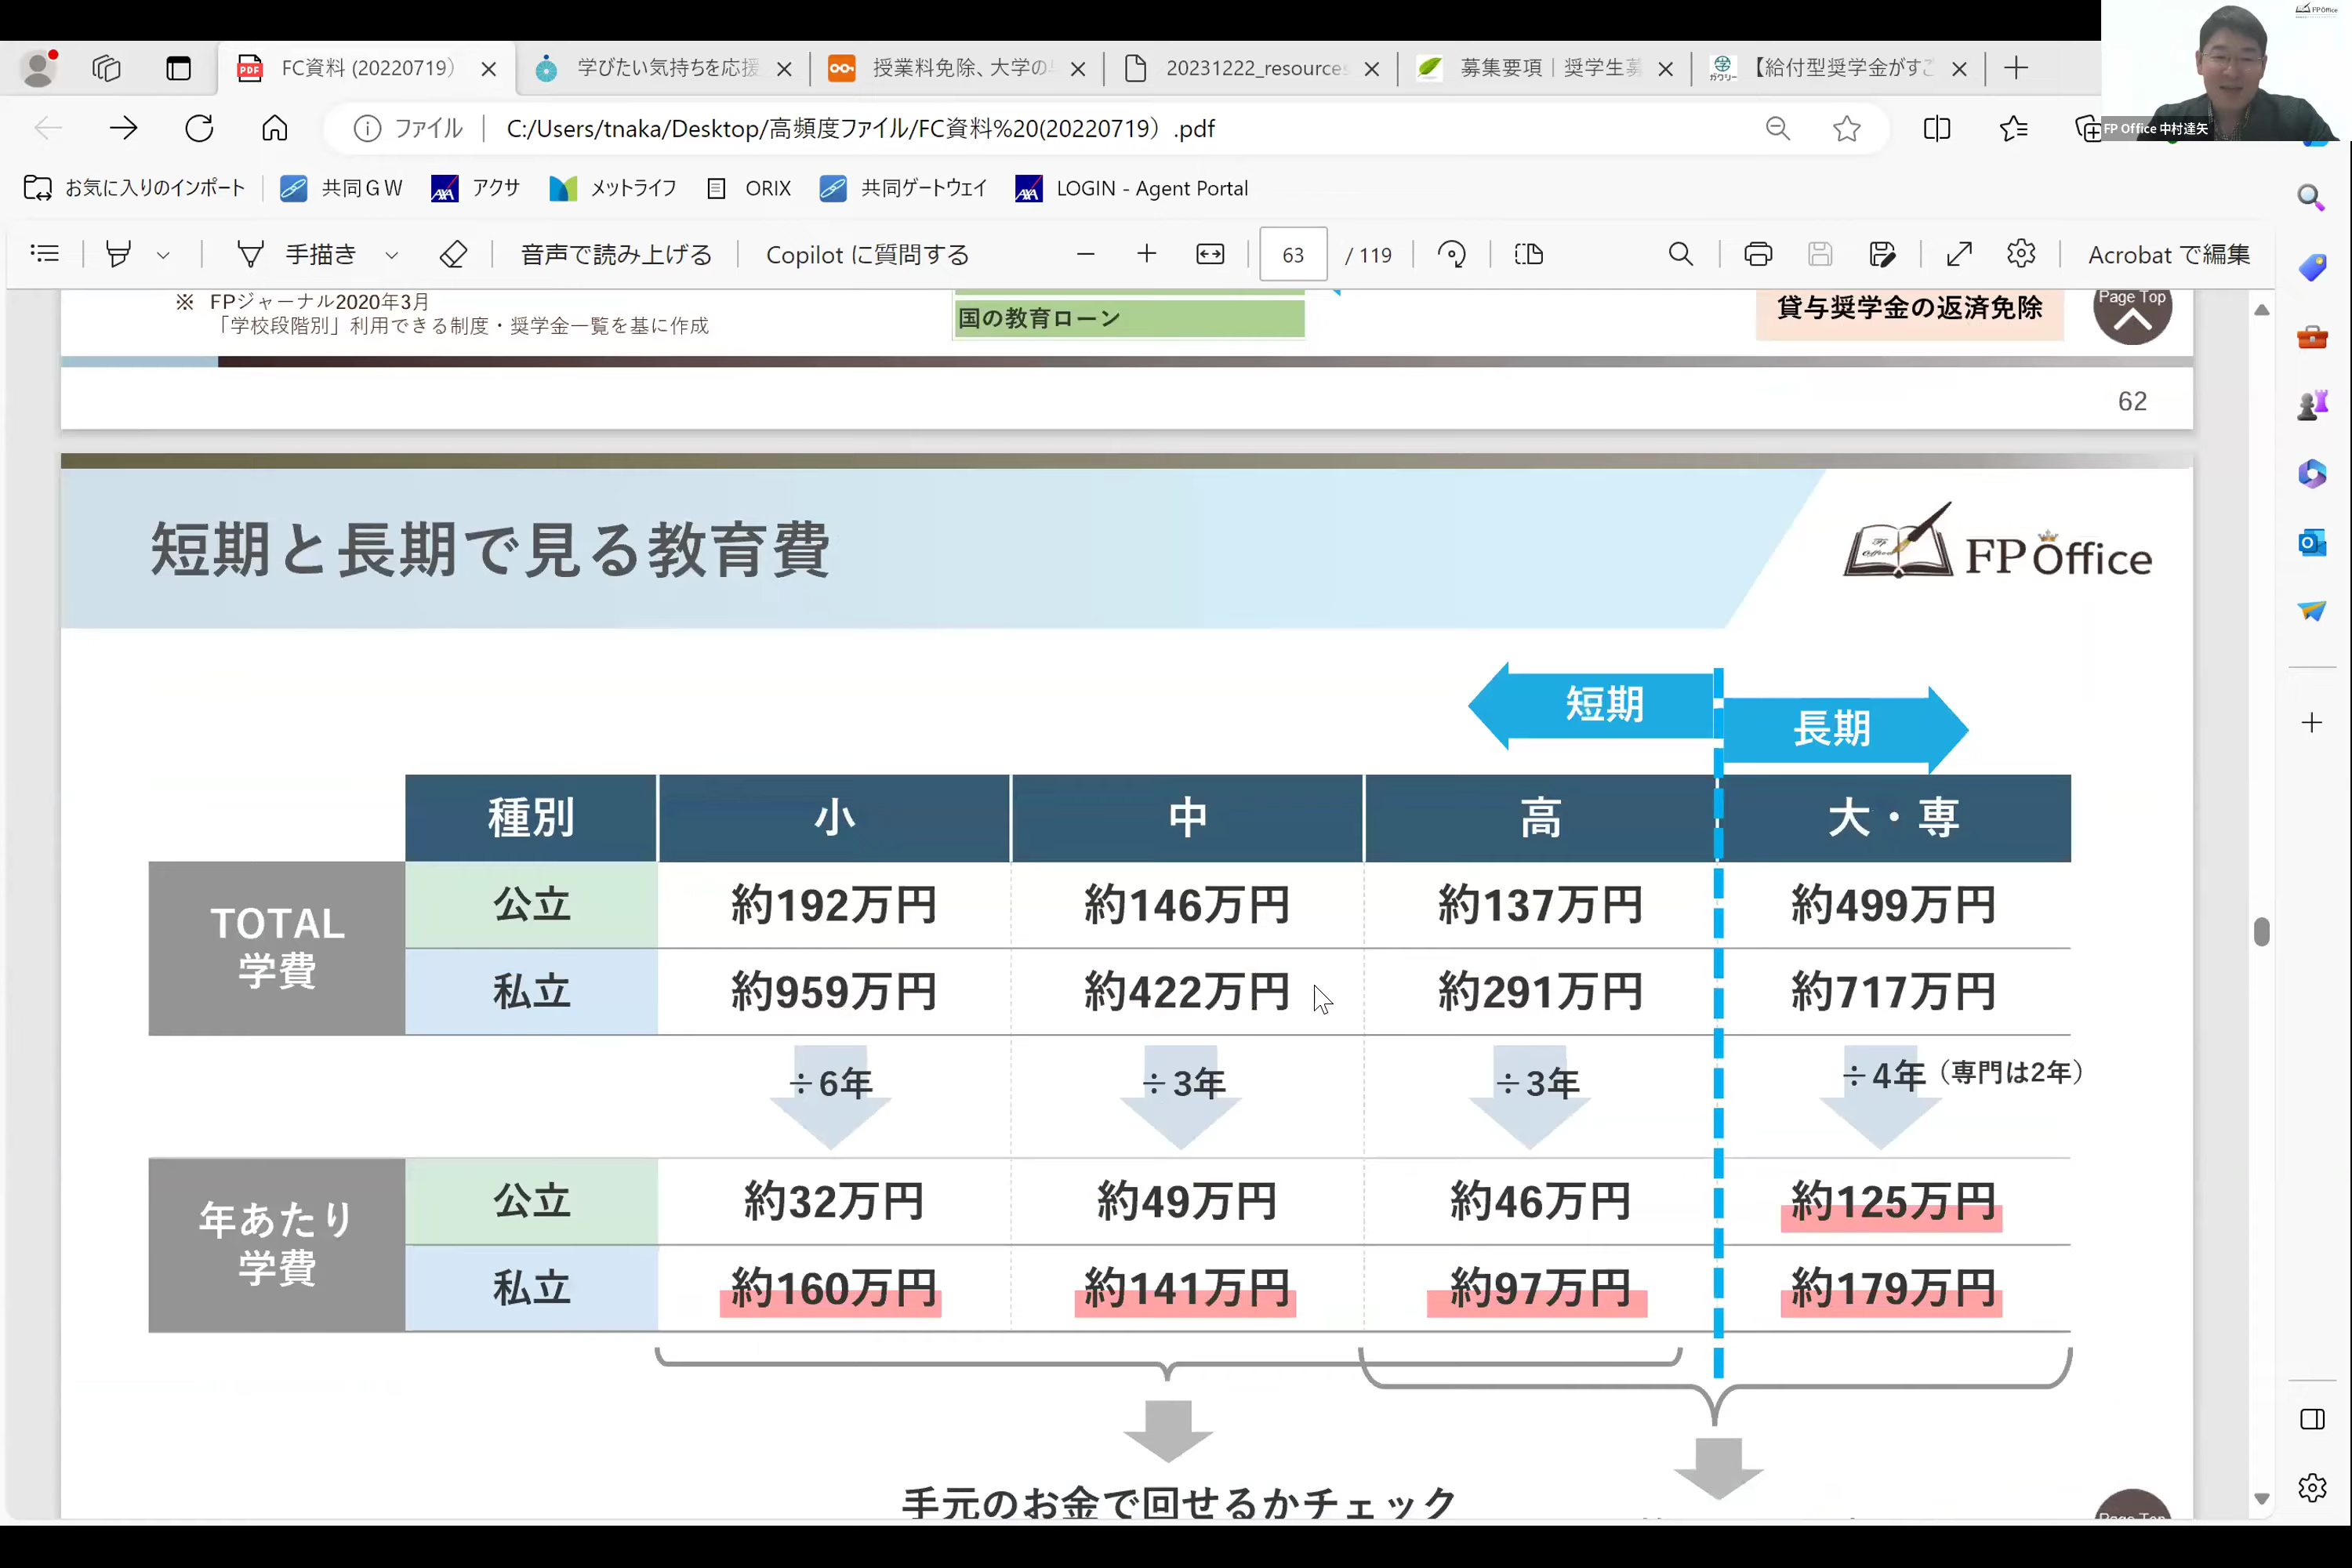 FP Office
FP Office 中村達矢
FC資料 (20220719)
学びたい気持ちを応援
授業料免除、大学の
20231222_resources
募集要項｜奨学生募
【給付型奨学金がすご
ファイル
C:/Users/tnaka/Desktop/高頻度ファイル/FC資料%20(20220719）.pdf
お気に入りのインポート
共同ＧＷ
アクサ
メットライフ
ORIX
共同ゲートウェイ
LOGIN - Agent Portal
手描き
音声で読み上げる
Copilot に質問する
63
/ 119
Acrobat で編集
※ FPジャーナル2020年3月
「学校段階別」利用できる制度・奨学金一覧を基に作成
国の教育ローン
貸与奨学金の返済免除
Page Top
62
短期と長期で見る教育費
FP Office
短期
長期
種別 小 中 高 大・専
TOTAL
学費
公立 約192万円 約146万円 約137万円 約499万円
私立 約959万円 約422万円 約291万円 約717万円
÷6年 ÷3年 ÷3年 ÷4年（専門は2年）
年あたり
学費
公立 約32万円 約49万円 約46万円 約125万円
私立 約160万円 約141万円 約97万円 約179万円
手元のお金で回せるかチェック
Page Top